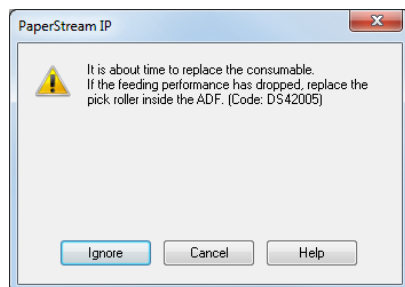 PaperStream IP
It is about time to replace the consumable.
If the feeding performance has dropped, replace the
pick roller inside the ADF. (Code: DS42005)
Ignore
Cancel
Help